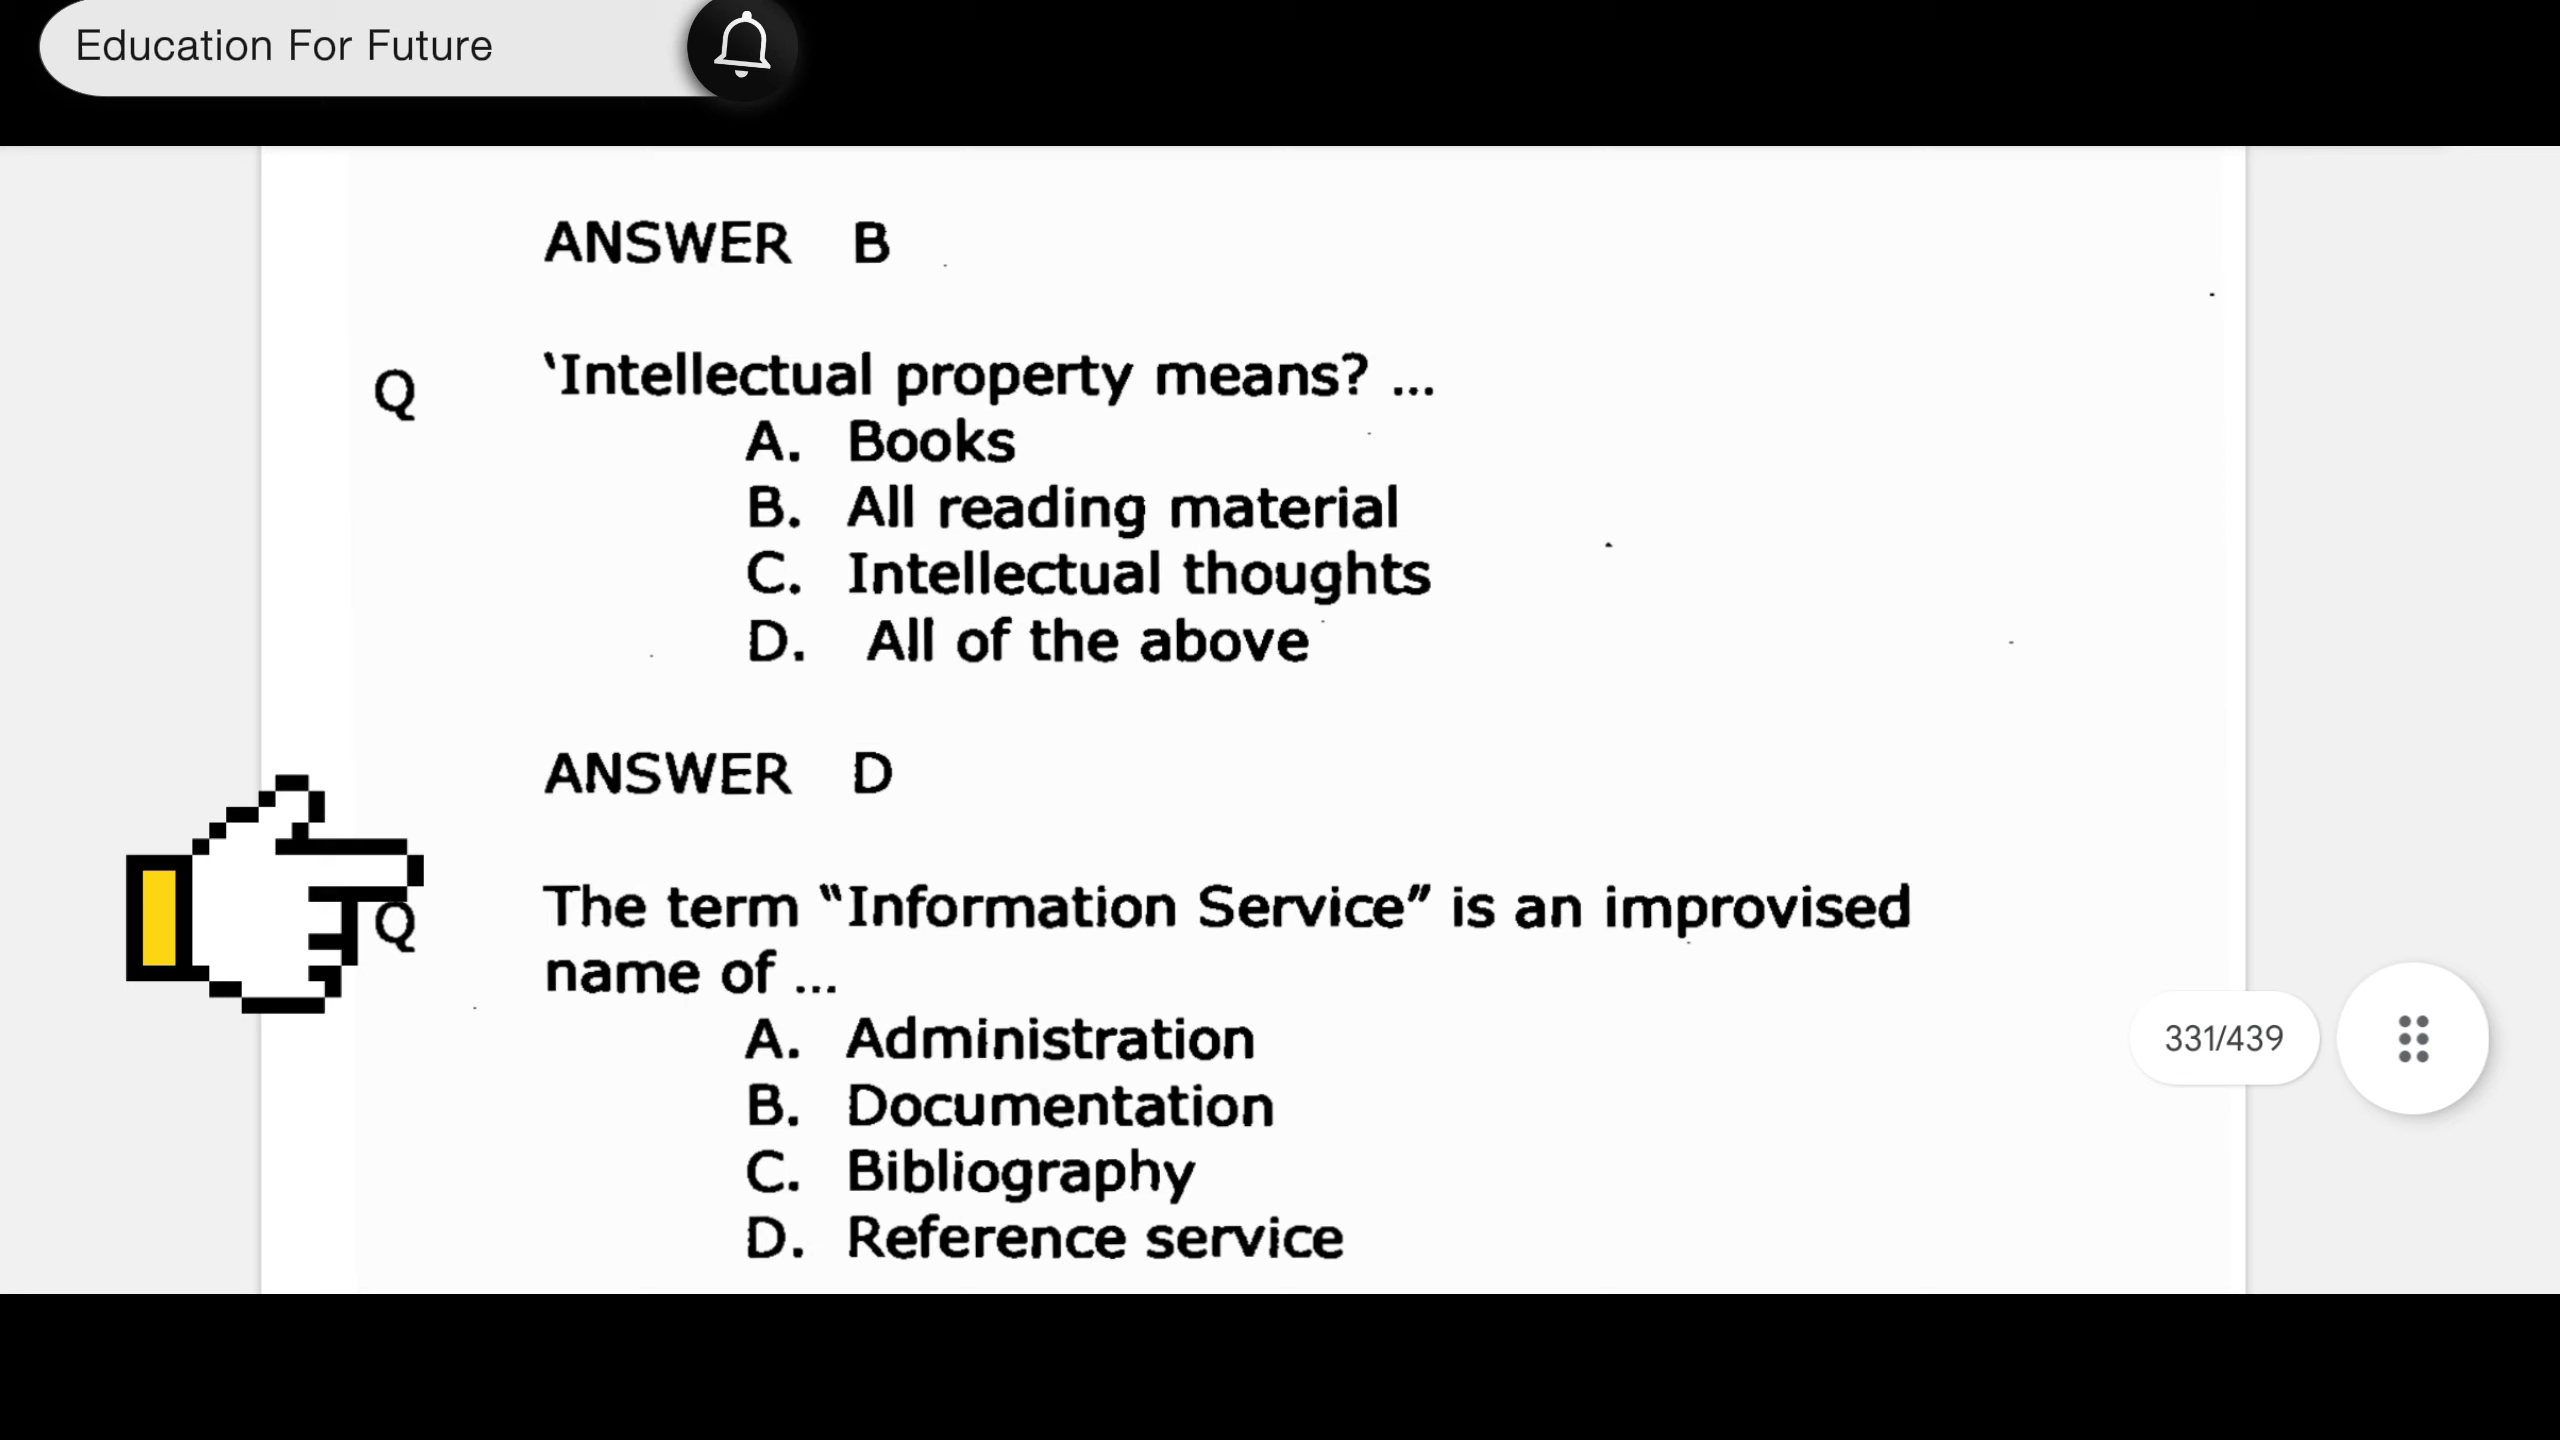 Education For Future
ANSWER B
Q ‘Intellectual property means? ...
A. Books
B. All reading material
C. Intellectual thoughts
D. All of the above
ANSWER D
Q The term “Information Service” is an improvised
name of ...
A. Administration
B. Documentation
C. Bibliography
D. Reference service
331/439